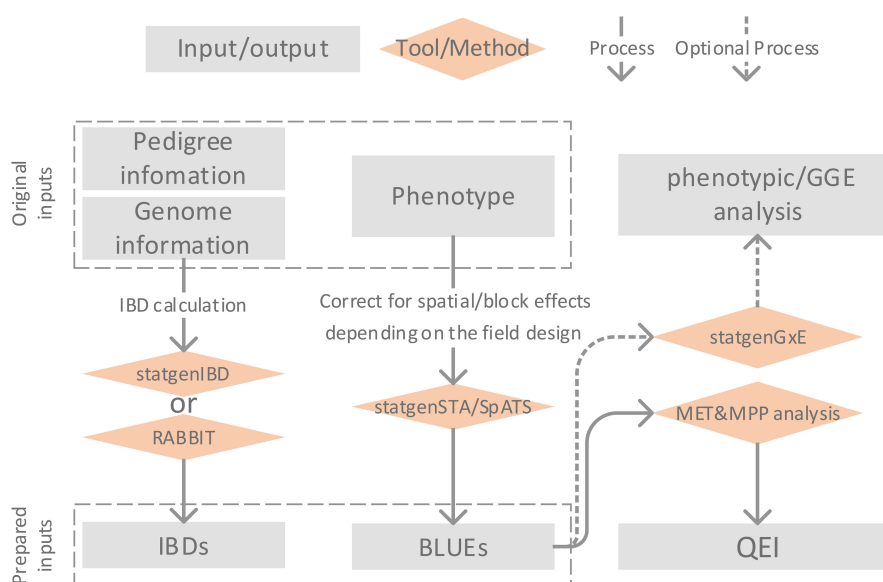 Input/output
Tool/Method
Process
Optional Process
Original
inputs
Pedigree
infomation
Genome
information
Phenotype
phenotypic/GGE
analysis
IBD calculation
Correct for spatial/block effects
depending on the field design
statgenIBD
or
RABBIT
statgenSTA/SpATS
statgenGxE
MET&MPP analysis
Prepared
inputs
IBDs
BLUEs
QEI